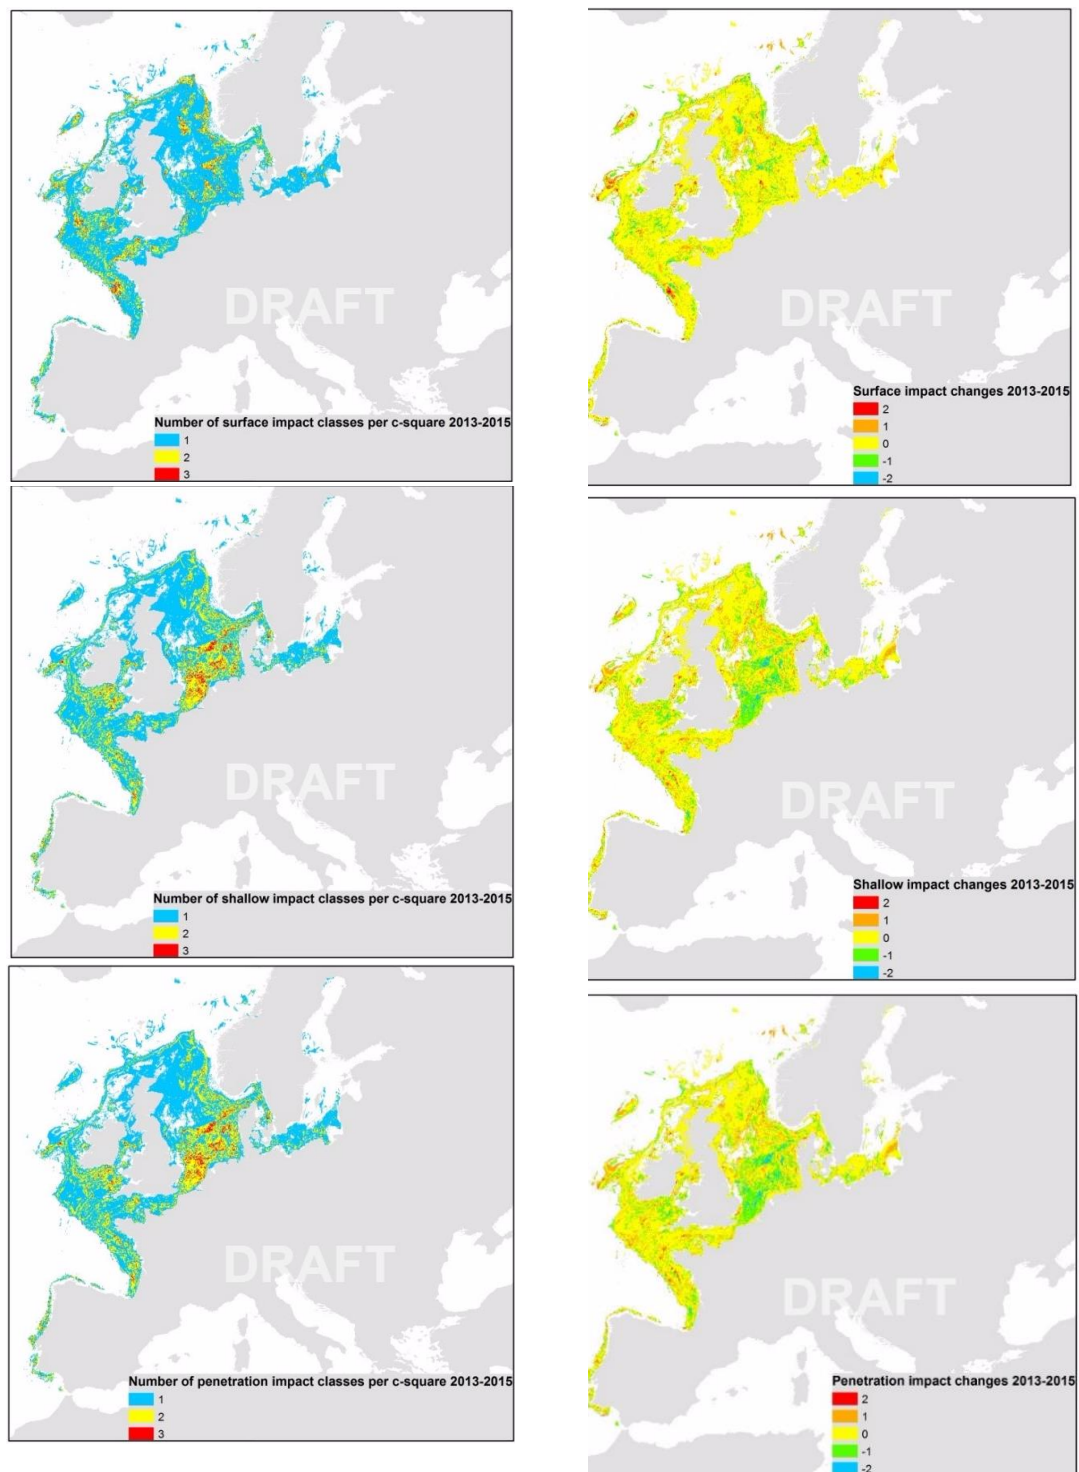 DRAFT
Number of surface impact classes per c-square 2013-2015
1
2
3
DRAFT
Surface impact changes 2013-2015
2
1
0
-1
-2
DRAFT
Number of shallow impact classes per c-square 2013-2015
1
2
3
DRAFT
Shallow impact changes 2013-2015
2
1
0
-1
-2
DRAFT
Number of penetration impact classes per c-square 2013-2015
1
2
3
DRAFT
Penetration impact changes 2013-2015
2
1
0
-1
-2